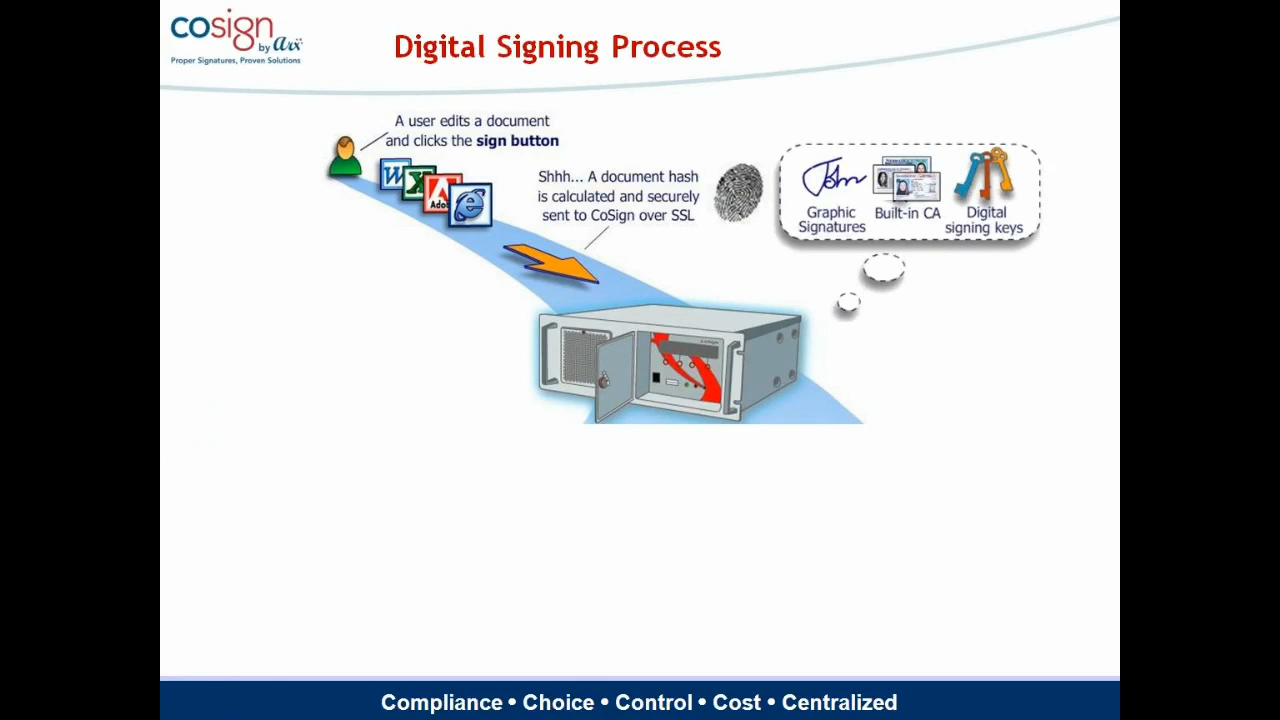 cosign
by arx
Proper Signatures, Proven Solutions
Digital Signing Process
A user edits a document
and clicks the sign button
Shhh... A document hash
is calculated and securely
sent to CoSign over SSL
W
X
Adob
e
John
Graphic
Signatures
Built-in CA
Digital
signing keys
Compliance • Choice • Control • Cost • Centralized